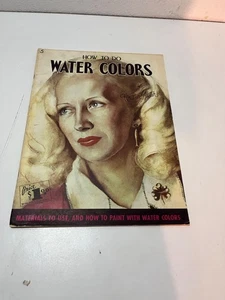 HOW TO DO
WATER COLORS
MATERIALS TO USE, AND HOW TO PAINT WITH WATER COLORS